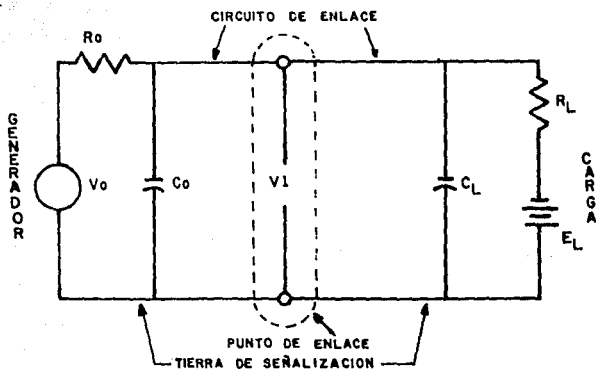 CIRCUITO DE ENLACE
Ro
GENERADOR
Vo
Co
V1
CL
RL
EL
CARGA
PUNTO DE ENLACE
TIERRA DE SEÑALIZACION